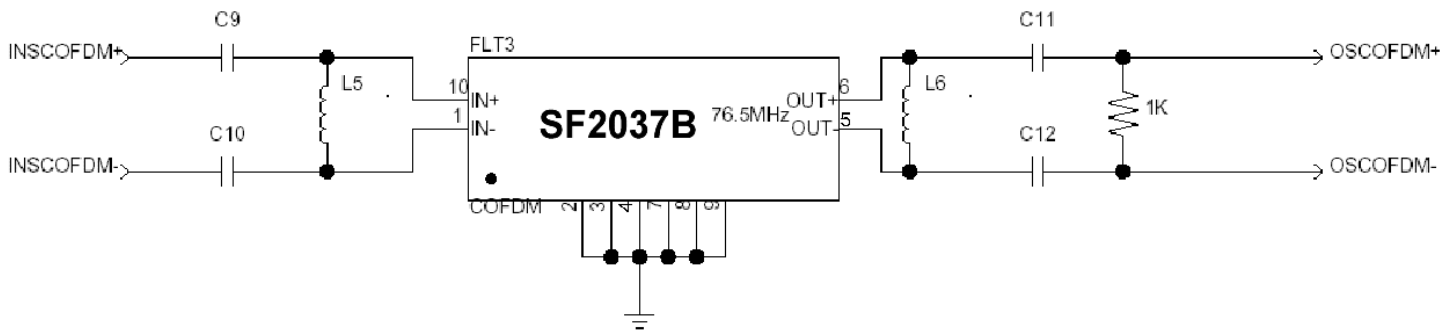 C9
C11
INSCOFDM+
FLT3
OSCOFDM+
L5
10
IN+
6
OUT+
L6
SF2037B
76.5MHz
1K
1
IN-
5
OUT-
C10
C12
INSCOFDM-
OSCOFDM-
COFDM
2
3
4
7
8
9